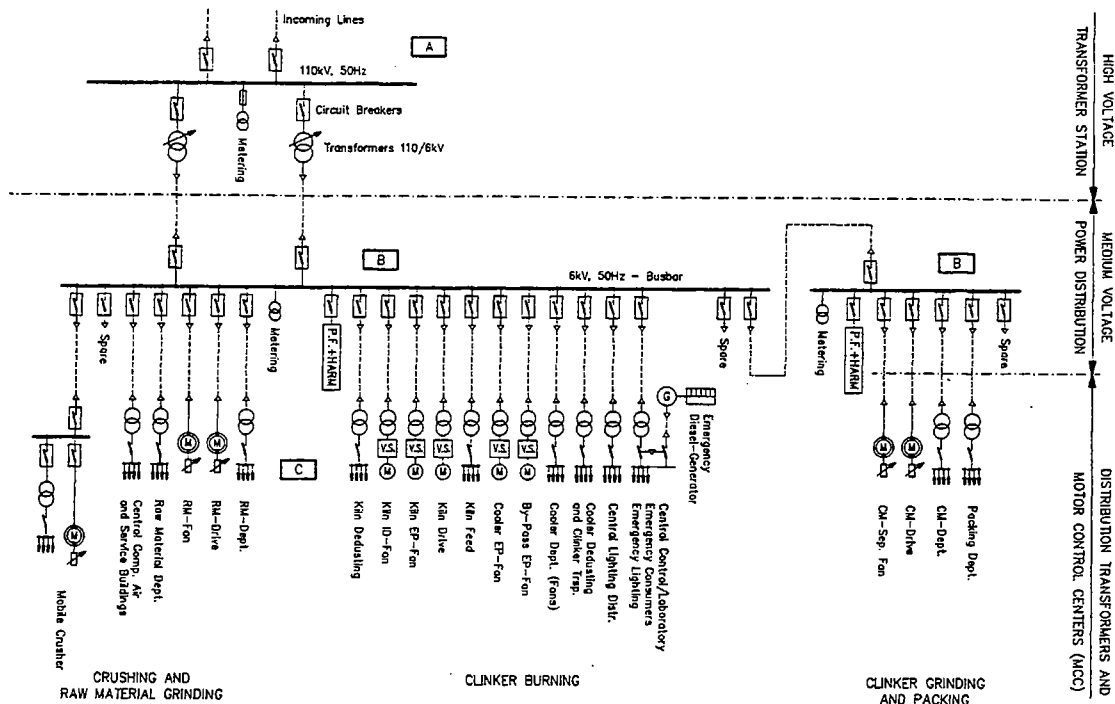 Incoming Lines
A
110kV, 50Hz
Circuit Breakers
Metering
Transformers 110/6kV
HIGH VOLTAGE
TRANSFORMER STATION
B
6kV, 50Hz – Busbar
B
MEDIUM VOLTAGE
POWER DISTRIBUTION
Spare
Metering
P.F.+HARM
Spare
Metering
P.F.+HARM
Spare
G
Emergency
Diesel–Generator
V.S.
V.S.
V.S.
V.S.
V.S.
M
M
M
M
M
M
M
M
M
M
C
DISTRIBUTION TRANSFORMERS AND
MOTOR CONTROL CENTERS (MCC)
Mobile Crusher
Central Comp. Air
and Service Buildings
Raw Material Dept.
RM–Fan
RM–Drive
RM–Dept.
Kiln Dedusting
Kiln ID–Fan
Kiln EP–Fan
Kiln Drive
Kiln Feed
Cooler EP–Fan
By–Pass EP–Fan
Cooler Dept. (Fans)
Cooler Dedusting
and Clinker Trsp.
Central Lighting Distr.
Central Control/Laboratory
Emergency Consumers
Emergency Lighting
CM–Sep. Fan
CM–Drive
CM–Dept.
Packing Dept.
CRUSHING AND
RAW MATERIAL GRINDING
CLINKER BURNING
CLINKER GRINDING
AND PACKING